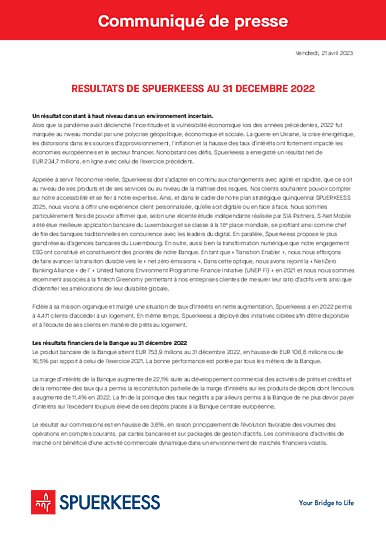 Communiqué de presse
Vendredi, 21 avril 2023
RESULTATS DE SPUERKEESS AU 31 DECEMBRE 2022
Un résultat constant à haut niveau dans un environnement incertain.
Alors que la pandémie avait déclenché l'incertitude et la vulnérabilité économique lors des années précédentes, 2022 fut
marquée au niveau mondial par une polycrise géopolitique, économique et sociale. La guerre en Ukraine, la crise énergétique,
les distorsions dans les sources d'approvisionnement, l'inflation et la hausse des taux d'intérêts ont fortement impacté les
économies européennes et le secteur financier. Nonobstant ces défis, Spuerkeess a enregistré un résultat net de
EUR 234,7 millions, en ligne avec celui de l'exercice précédent.
Appelée à servir l'économie réelle, Spuerkeess doit s'adapter en continu aux changements avec agilité et rapidité, que ce soit
au niveau de ses produits et de ses services ou au niveau de la maîtrise des risques. Nos clients souhaitent pouvoir compter
sur notre accessibilité et se fier à notre expertise. Ainsi, et dans le cadre de notre plan stratégique quinquennal SPUERKEESS
2025, nous visons à offrir une expérience client personnalisée, qu'elle soit digitale ou en face à face. Nous sommes
particulièrement fiers de pouvoir affirmer que, selon une récente étude indépendante réalisée par SIA Partners, S-Net Mobile
a été élue meilleure application bancaire du Luxembourg et se classe à la 18e place mondiale, se profilant ainsi comme chef
de file des banques traditionnelles en concurrence avec les leaders du digital. En parallèle, Spuerkeess propose le plus
grand réseau d'agences bancaires du Luxembourg. En outre, aussi bien la transformation numérique que notre engagement
ESG ont constitué et constitueront des priorités de notre Banque. En tant que « Transition Enabler », nous nous efforçons
de faire avancer la transition durable vers le « net zéro émissions ». Dans cette optique, nous avons rejoint la « Net-Zero
Banking Alliance » de l' « United Nations Environment Programme Finance Initiative (UNEP FI) » en 2021 et nous nous sommes
récemment associés à la fintech Greenomy permettant à nos entreprises clientes de mesurer leur ratio d'actifs verts ainsi que
d'identifier les améliorations de leur durabilité globale.
Fidèle à sa mission organique et malgré une situation de taux d'intérêts en nette augmentation, Spuerkeess a en 2022 permis
à 4.471 clients d'accéder à un logement. En même temps, Spuerkeess a déployé des initiatives ciblées afin d'être disponible
et à l'écoute de ses clients en matière de prêts au logement.
Les résultats financiers de la Banque au 31 décembre 2022
Le produit bancaire de la Banque atteint EUR 753,9 millions au 31 décembre 2022, en hausse de EUR 106,8 millions ou de
16,5% par rapport à celui de l'exercice 2021. La bonne performance est portée par tous les métiers de la Banque.
La marge d'intérêts de la Banque augmente de 22,1% suite au développement commercial des activités de prêts et crédits et
de la remontée des taux qui a permis la reconstitution partielle de la marge d'intérêts sur les produits de dépôts dont l'encours
a augmenté de 11,4% en 2022. La fin de la politique des taux négatifs a par ailleurs permis à la Banque de ne plus devoir payer
d'intérêts sur l'excédent toujours élevé de ses dépôts placés à la Banque centrale européenne.
Le résultat sur commissions est en hausse de 3,6%, en raison principalement de l'évolution favorable des volumes des
opérations en comptes courants, par cartes bancaires et sur packages de gestion d'actifs. Les commissions d'activités de
marché ont bénéficié d'une activité commerciale dynamique dans un environnement de marchés financiers volatils.
SPUERKEESS
Your Bridge to Life